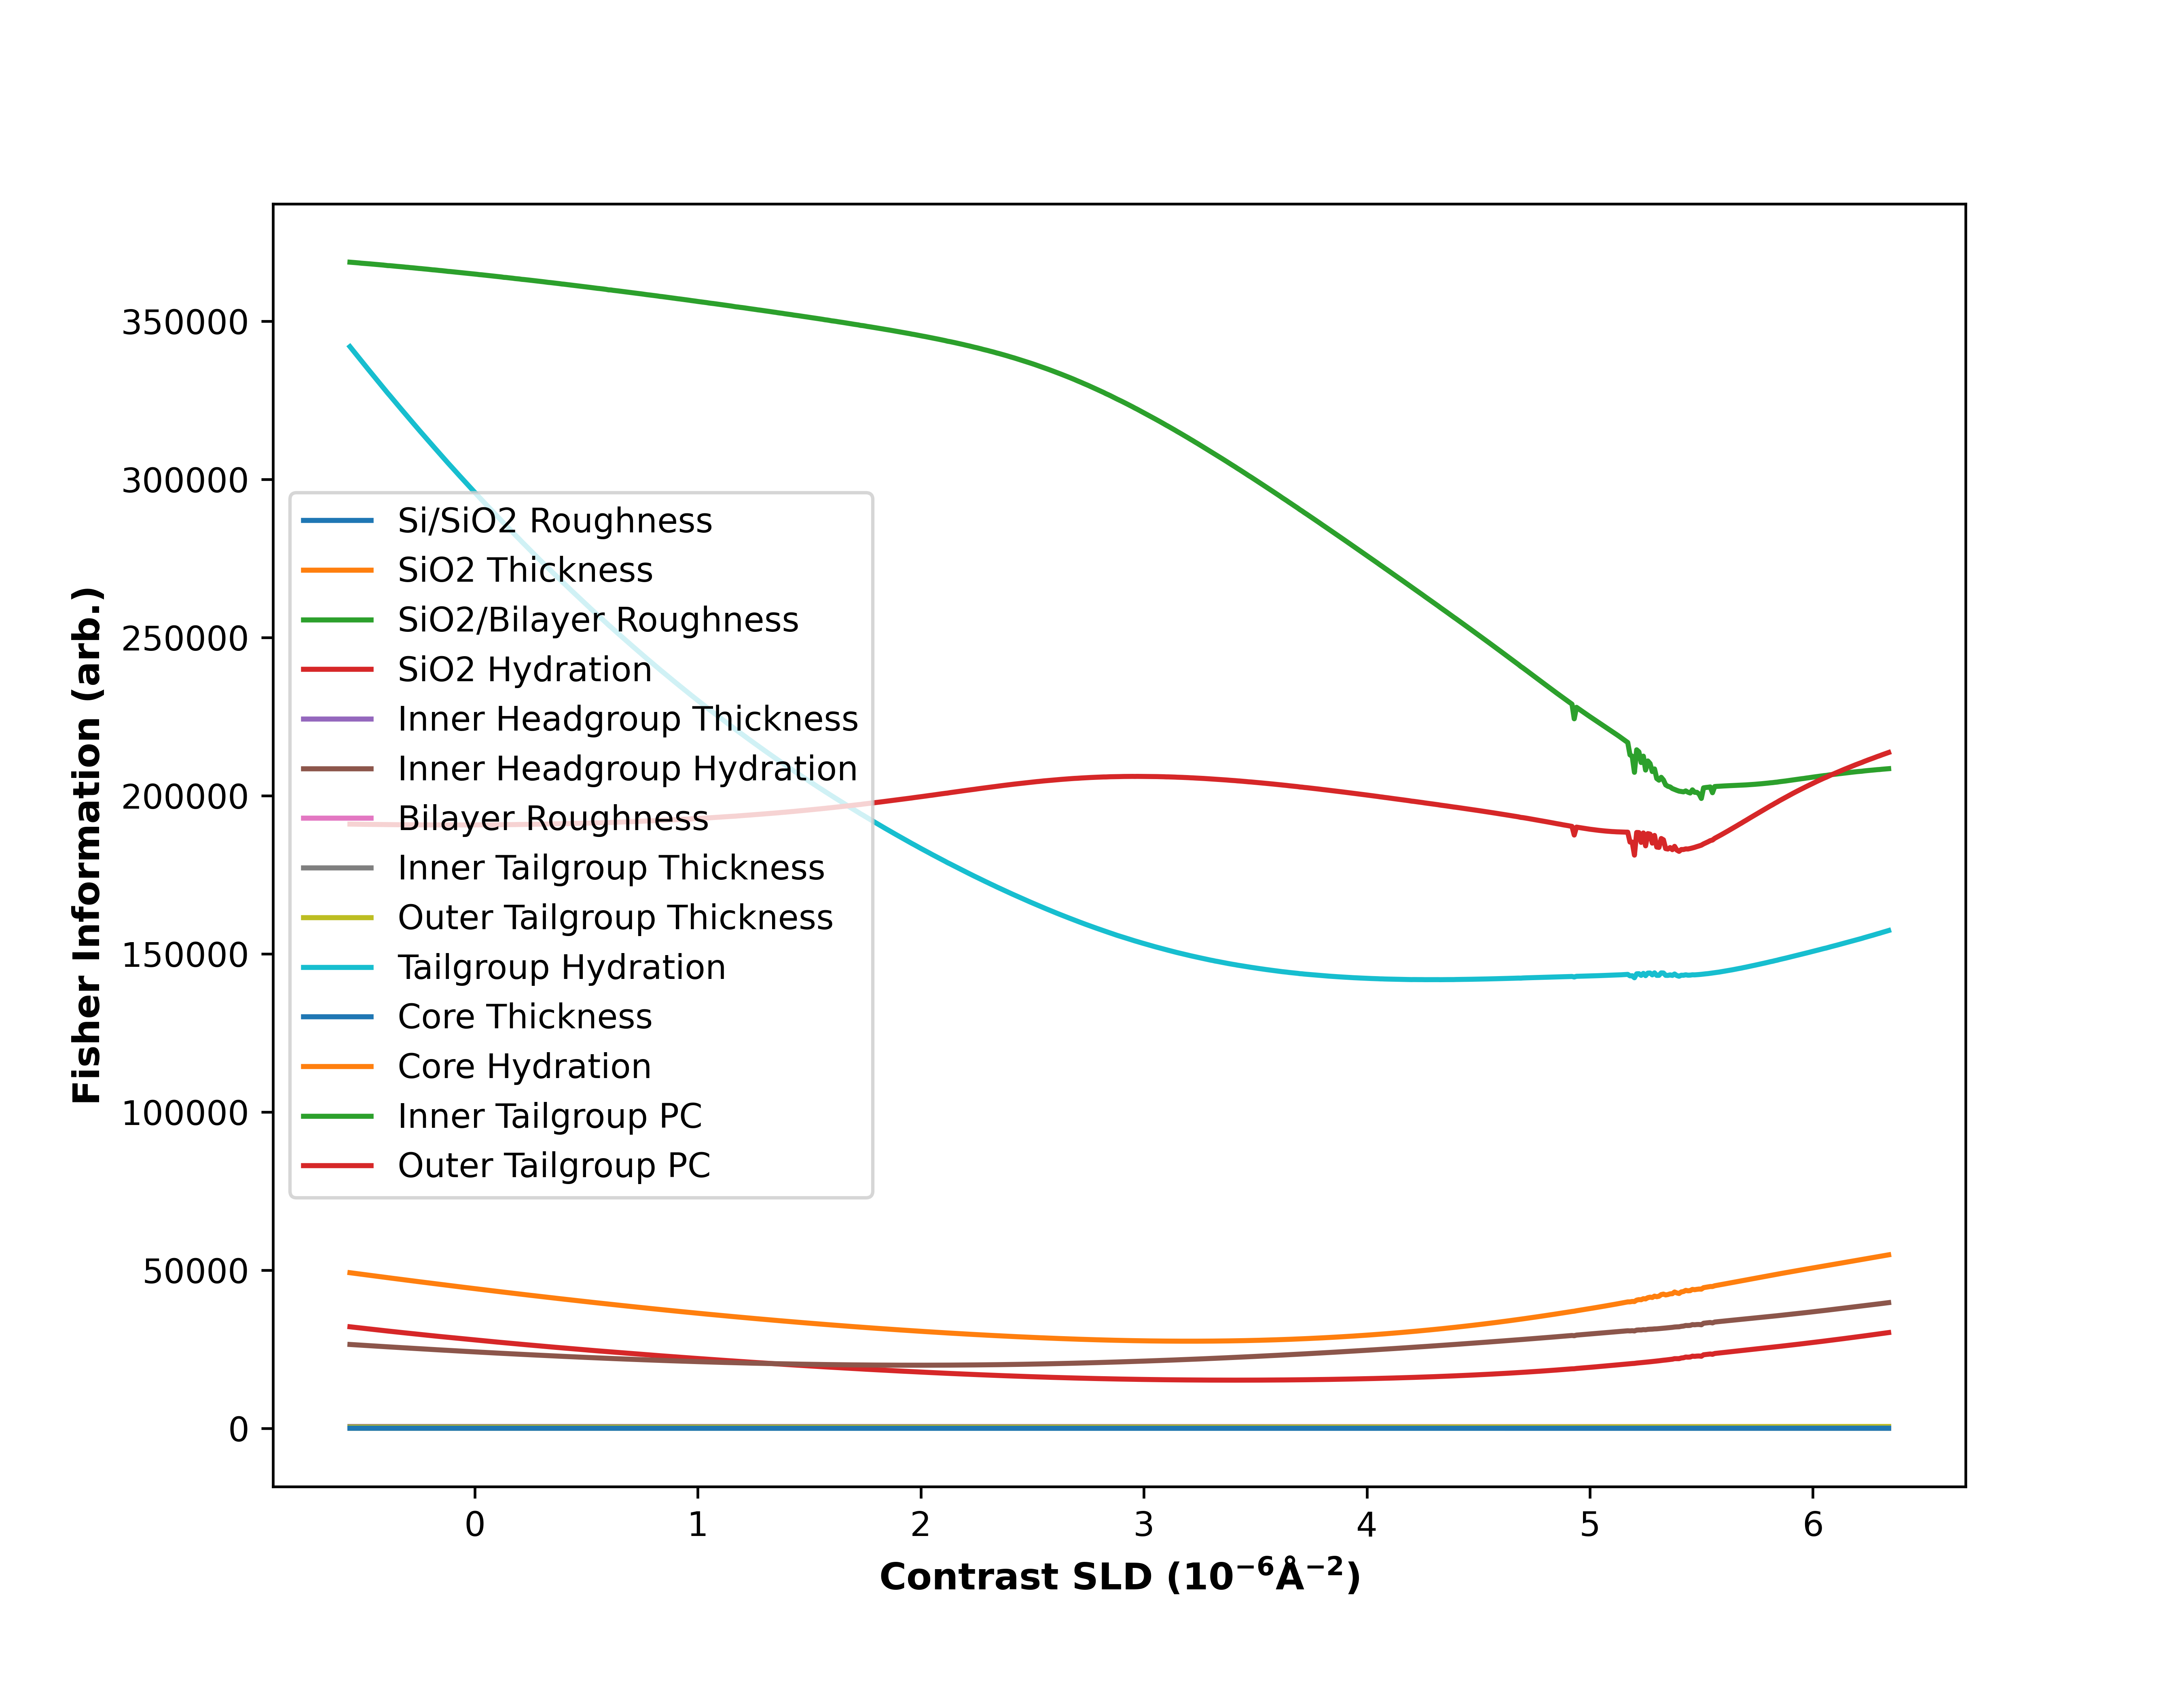 350000
300000
250000
200000
150000
100000
50000
0
Fisher Information (arb.)
Si/SiO2 Roughness
SiO2 Thickness
SiO2/Bilayer Roughness
SiO2 Hydration
Inner Headgroup Thickness
Inner Headgroup Hydration
Bilayer Roughness
Inner Tailgroup Thickness
Outer Tailgroup Thickness
Tailgroup Hydration
Core Thickness
Core Hydration
Inner Tailgroup PC
Outer Tailgroup PC
0 1 2 3 4 5 6
Contrast SLD (10⁻⁶Å⁻²)